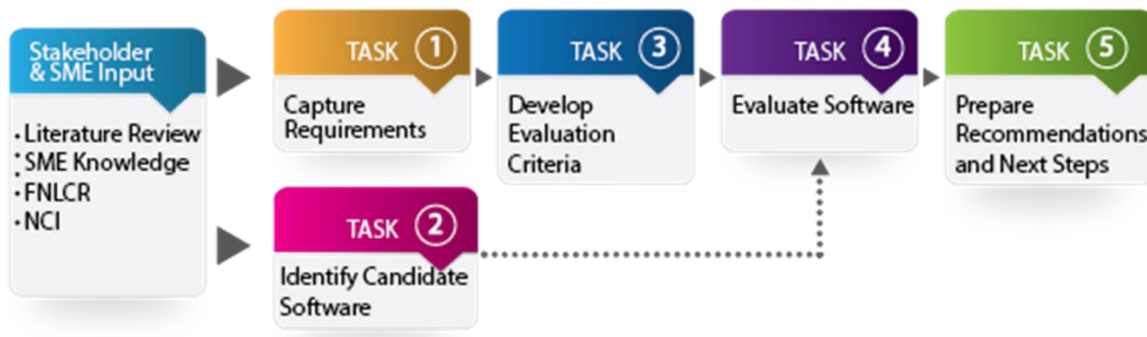 Stakeholder
& SME Input
• Literature Review
• SME Knowledge
• FNLCR
• NCI
TASK 1
Capture
Requirements
TASK 2
Identify Candidate
Software
TASK 3
Develop
Evaluation
Criteria
TASK 4
Evaluate Software
TASK 5
Prepare
Recommendations
and Next Steps